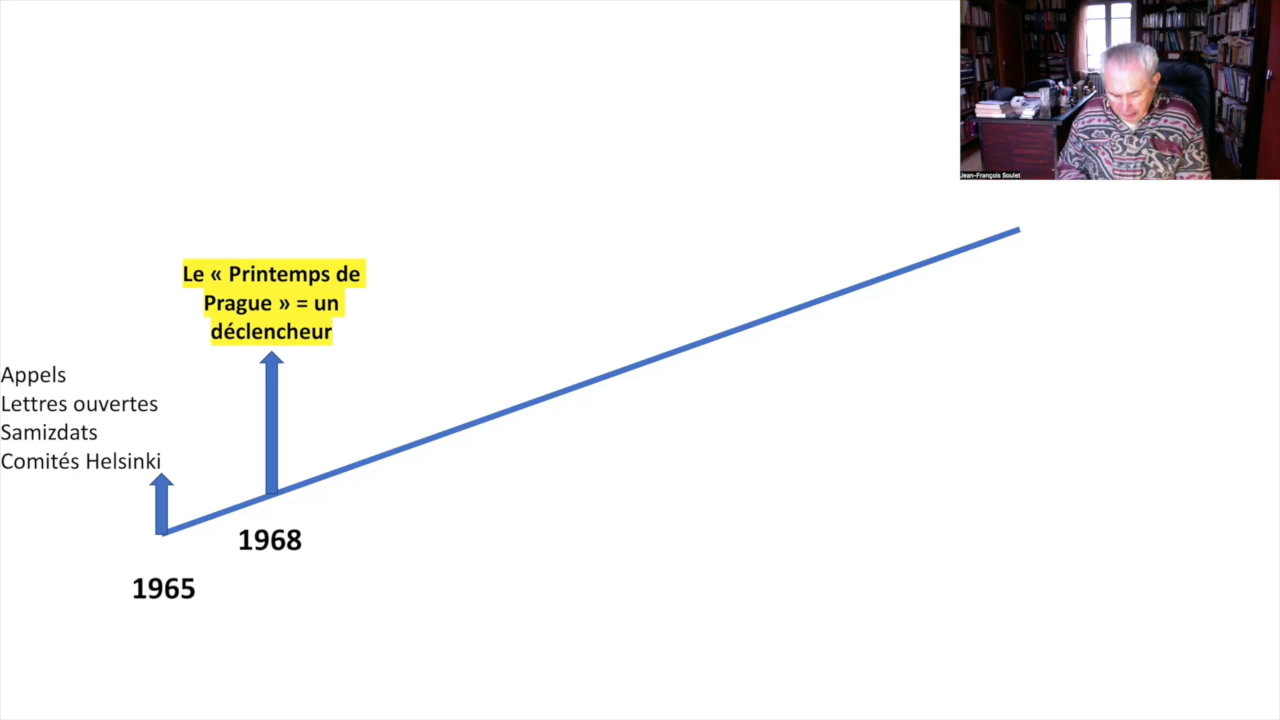 Jean-François Soulet
Le « Printemps de
Prague » = un
déclencheur
Appels
Lettres ouvertes
Samizdats
Comités Helsinki
1968
1965